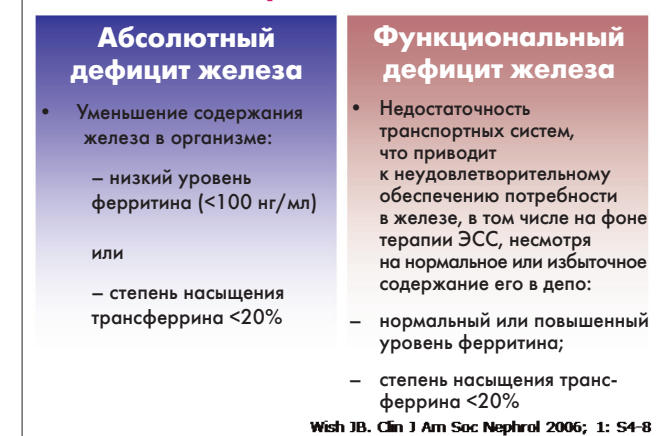 Абсолютный
дефицит железа
• Уменьшение содержания
железа в организме:
– низкий уровень
ферритина (<100 нг/мл)
или
– степень насыщения
трансферрина <20%
Функциональный
дефицит железа
• Недостаточность
транспортных систем,
что приводит
к неудовлетворительному
обеспечению потребности
в железе, в том числе на фоне
терапии ЭСС, несмотря
на нормальное или избыточное
содержание его в депо:
– нормальный или повышенный
уровень ферритина;
– степень насыщения транс-
феррина <20%
Wish JB. Clin J Am Soc Nephrol 2006; 1: S4-8